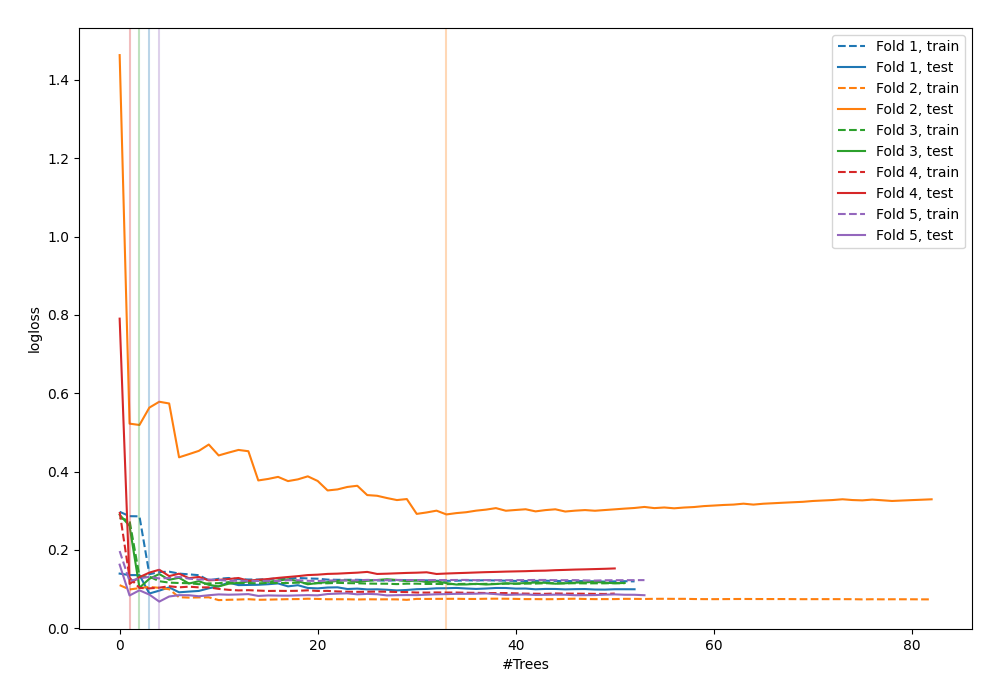 1.4
1.2
1.0
0.8
0.6
0.4
0.2
0.0
logloss
0
20
40
60
80
#Trees
Fold 1, train
Fold 1, test
Fold 2, train
Fold 2, test
Fold 3, train
Fold 3, test
Fold 4, train
Fold 4, test
Fold 5, train
Fold 5, test